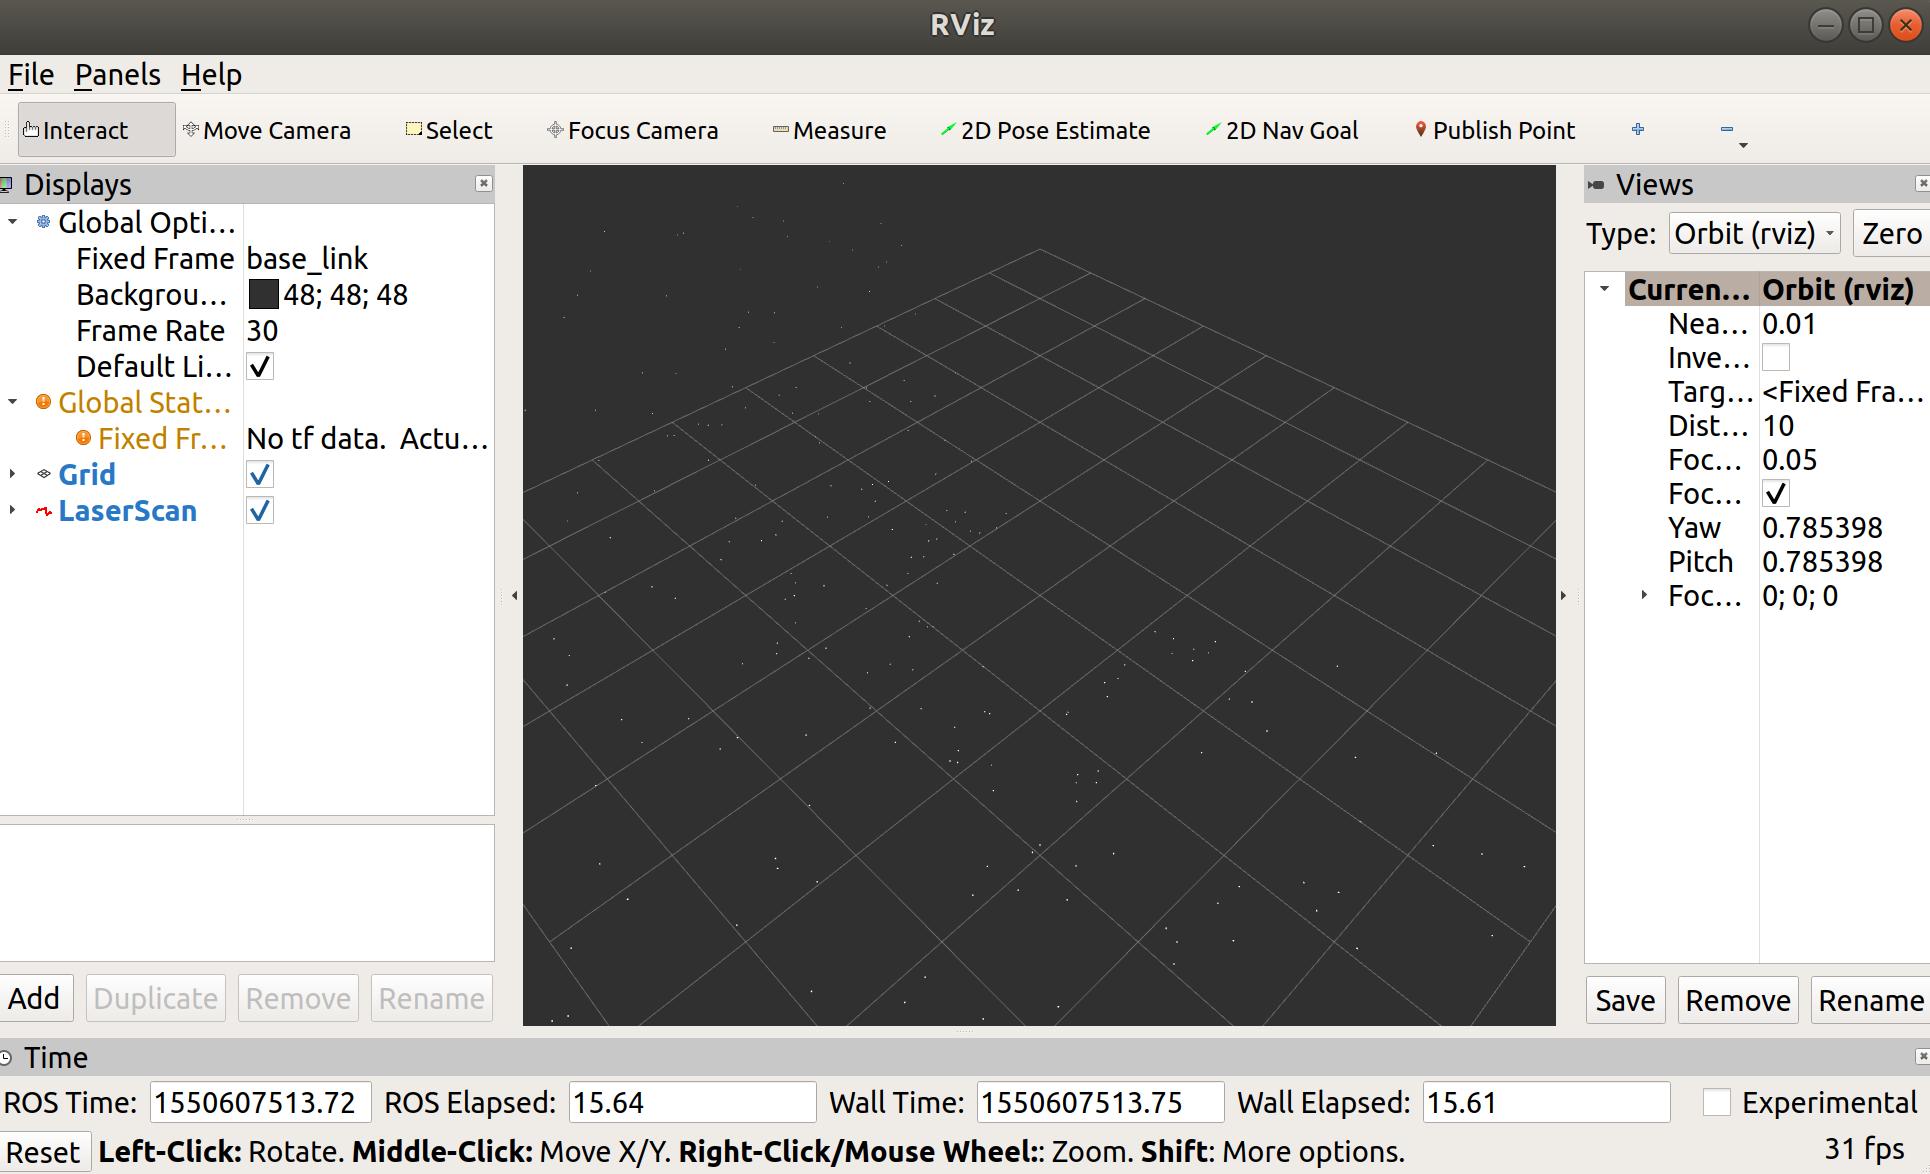 RViz
File Panels Help
Interact Move Camera Select Focus Camera Measure 2D Pose Estimate 2D Nav Goal Publish Point
Displays
Global Opti...
Fixed Frame base_link
Backgrou... 48; 48; 48
Frame Rate 30
Default Li...
Global Stat...
Fixed Fr... No tf data. Actu...
Grid
LaserScan
Add Duplicate Remove Rename
Views
Type: Orbit (rviz) Zero
Curren... Orbit (rviz)
Nea... 0.01
Inve...
Targ... <Fixed Fra...
Dist... 10
Foc... 0.05
Foc...
Yaw 0.785398
Pitch 0.785398
Foc... 0; 0; 0
Save Remove Rename
Time
ROS Time: 1550607513.72 ROS Elapsed: 15.64 Wall Time: 1550607513.75 Wall Elapsed: 15.61 Experimental
Reset Left-Click: Rotate. Middle-Click: Move X/Y. Right-Click/Mouse Wheel:: Zoom. Shift: More options. 31 fps